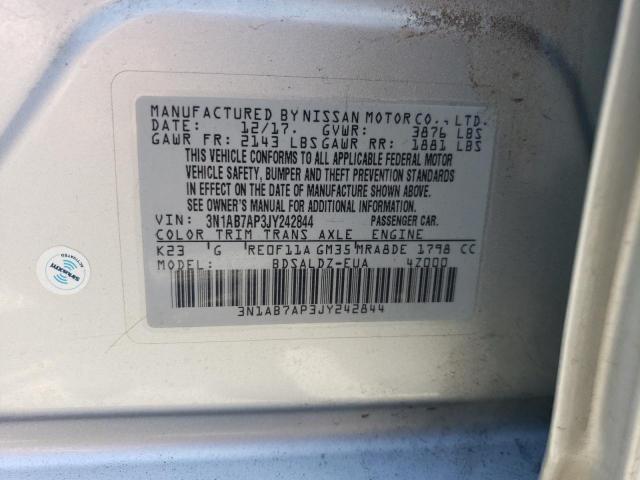 MANUFACTURED BY NISSAN MOTOR CO., LTD.
DATE: 12/17. GVWR: 3876 LBS
GAWR FR: 2143 LBS GAWR RR: 1881 LBS
THIS VEHICLE CONFORMS TO ALL APPLICABLE FEDERAL MOTOR
VEHICLE SAFETY, BUMPER AND THEFT PREVENTION STANDARDS
IN EFFECT ON THE DATE OF MANUFACTURE SHOWN ABOVE.
SEE OWNER'S MANUAL FOR ADDITIONAL INFORMATION.
VIN: 3N1AB7AP3JY242844 PASSENGER CAR.
COLOR TRIM TRANS AXLE ENGINE
K23 G RE0F11A GM35 MRA8DE 1798 CC
MODEL: BDSALDZ-EUA 4Z000
3N1AB7AP3JY242844
ACTIVATED
siriusxm